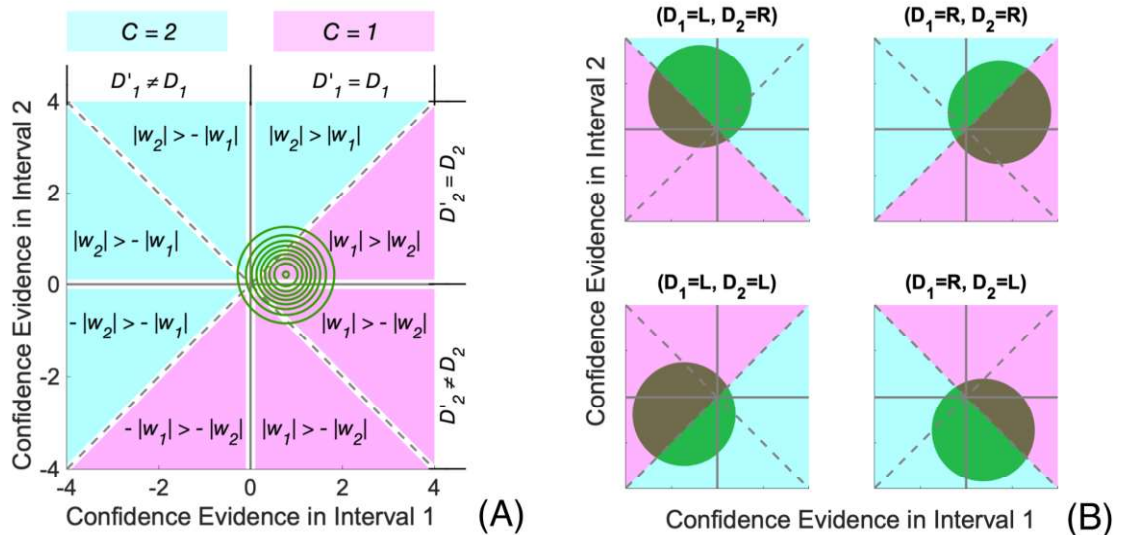 C = 2
C = 1
D'₁ ≠ D₁
D'₁ = D₁
4
2
0
-2
-4
|w₂| > - |w₁|
|w₂| > |w₁|
|w₂| > - |w₁|
|w₁| > |w₂|
- |w₂| > - |w₁|
|w₁| > - |w₂|
- |w₁| > - |w₂|
|w₁| > - |w₂|
D'₂ = D₂
D'₂ ≠ D₂
Confidence Evidence in Interval 2
-4
-2
0
2
4
Confidence Evidence in Interval 1
(A)
(D₁=L, D₂=R)
(D₁=R, D₂=R)
(D₁=L, D₂=L)
(D₁=R, D₂=L)
Confidence Evidence in Interval 2
Confidence Evidence in Interval 1
(B)